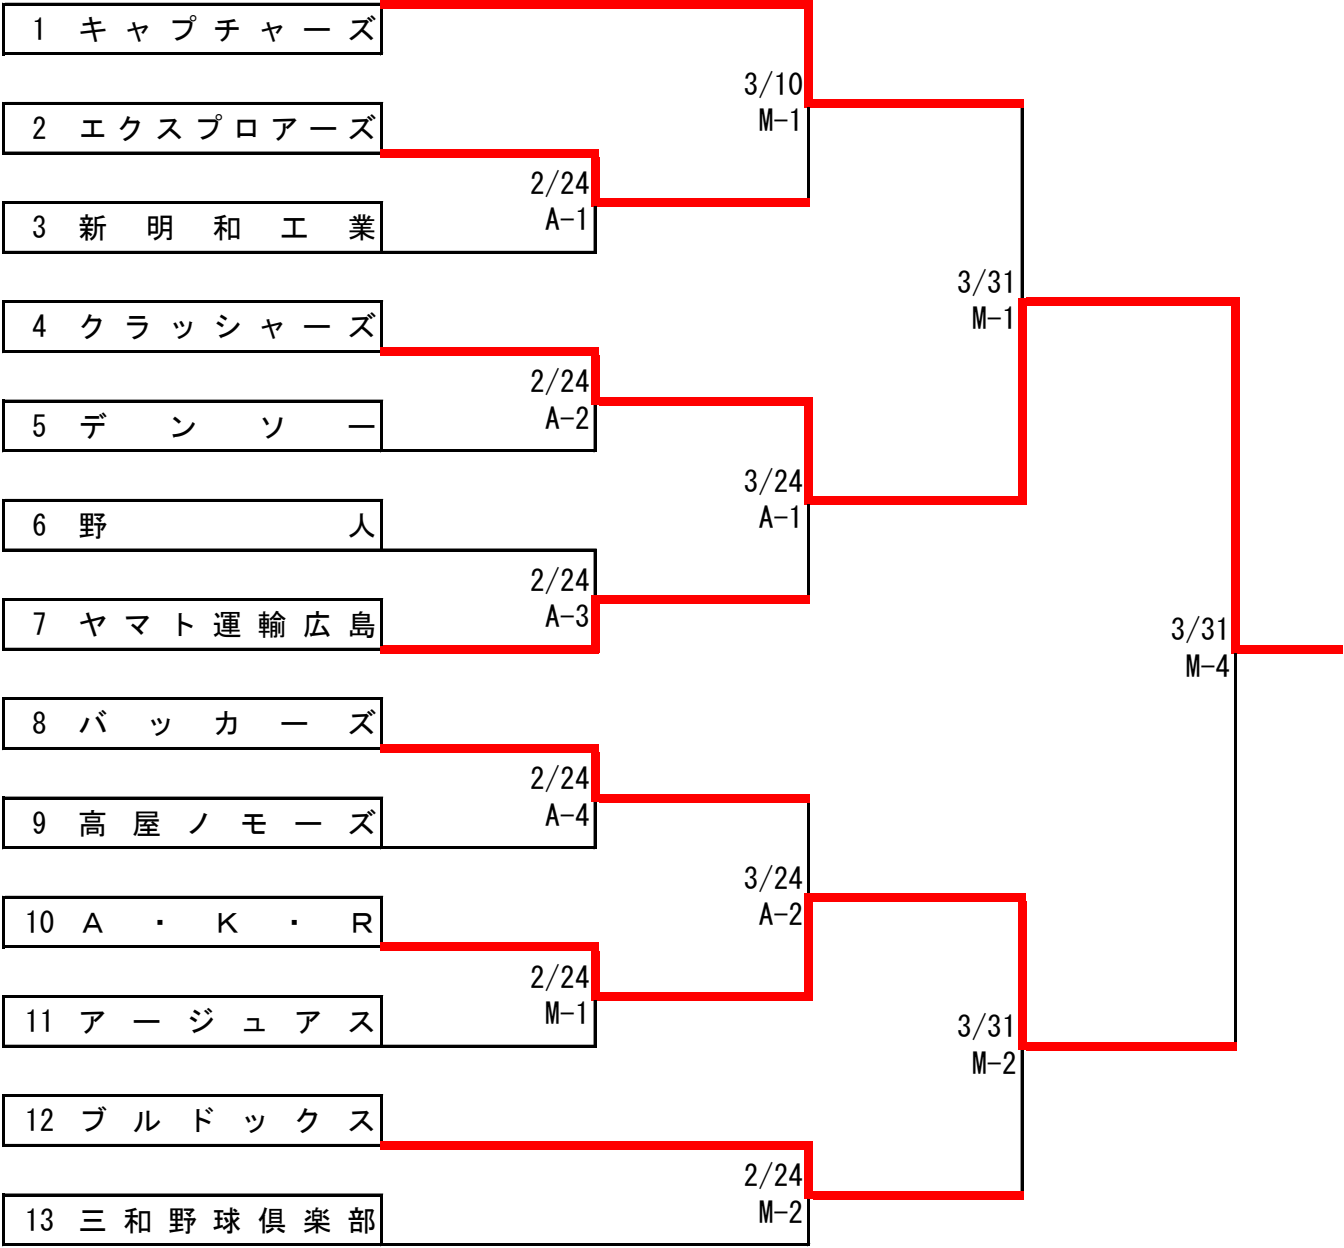 1 キャプチャーズ
3/10
M-1
2 エクスプロアーズ
2/24
A-1
3 新明和工業
3/31
M-1
4 クラッシャーズ
2/24
A-2
5 デンソー
3/24
A-1
6 野人
2/24
A-3
7 ヤマト運輸広島
3/31
M-4
8 バッカーズ
2/24
A-4
9 高屋ノモーズ
3/24
A-2
10 A・K・R
2/24
M-1
11 アージュアス
3/31
M-2
12 ブルドックス
2/24
M-2
13 三和野球倶楽部